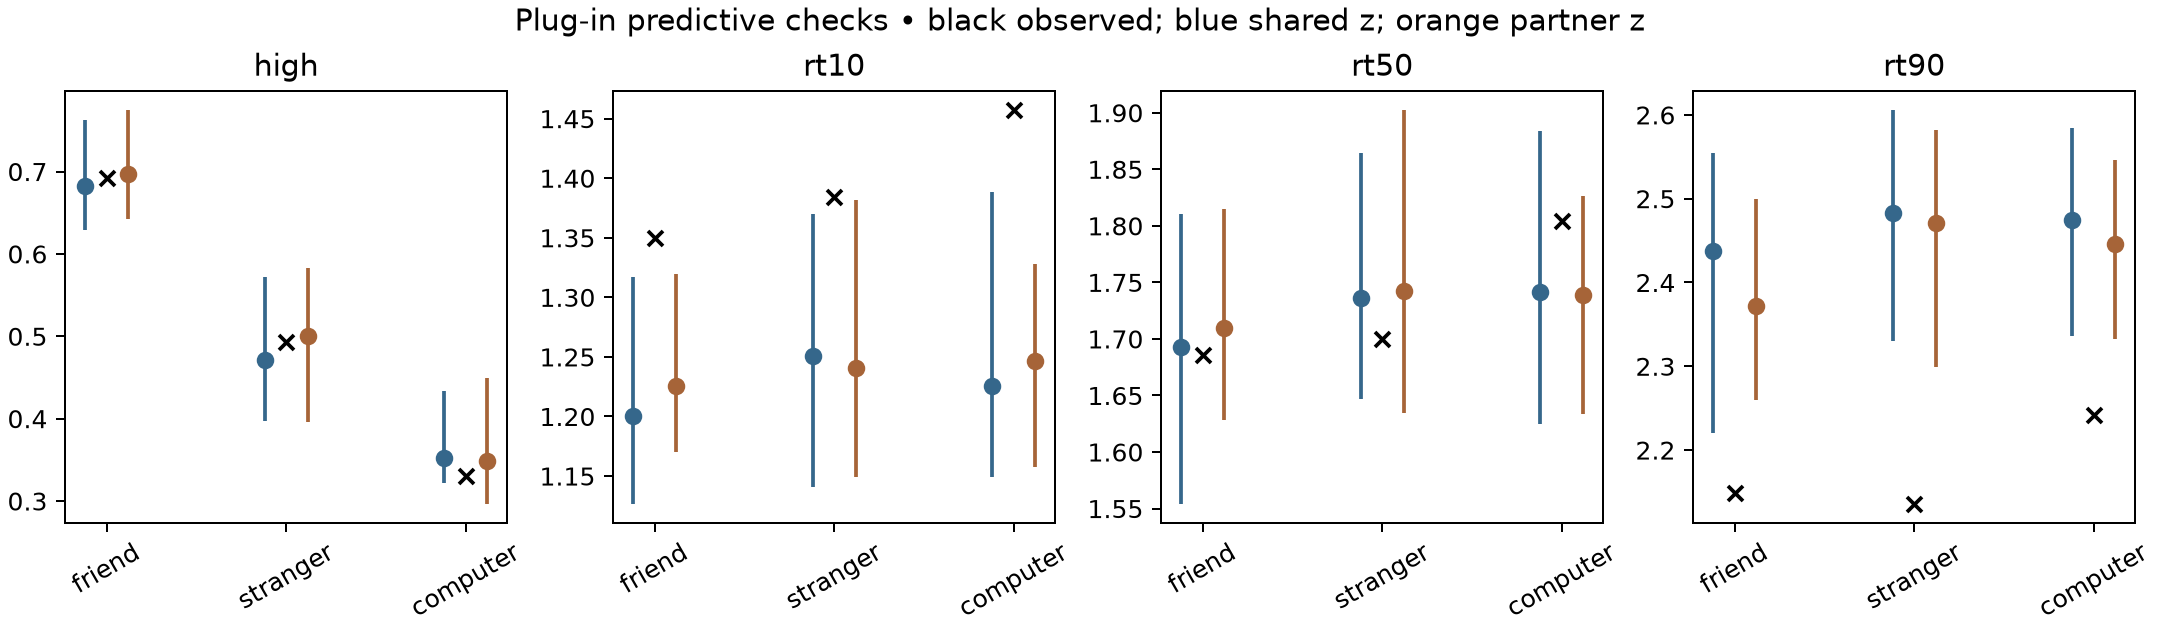 Plug-in predictive checks • black observed; blue shared z; orange partner z
high
0.7
0.6
0.5
0.4
0.3
friend
stranger
computer
rt10
1.45
1.40
1.35
1.30
1.25
1.20
1.15
friend
stranger
computer
rt50
1.90
1.85
1.80
1.75
1.70
1.65
1.60
1.55
friend
stranger
computer
rt90
2.6
2.5
2.4
2.3
2.2
friend
stranger
computer